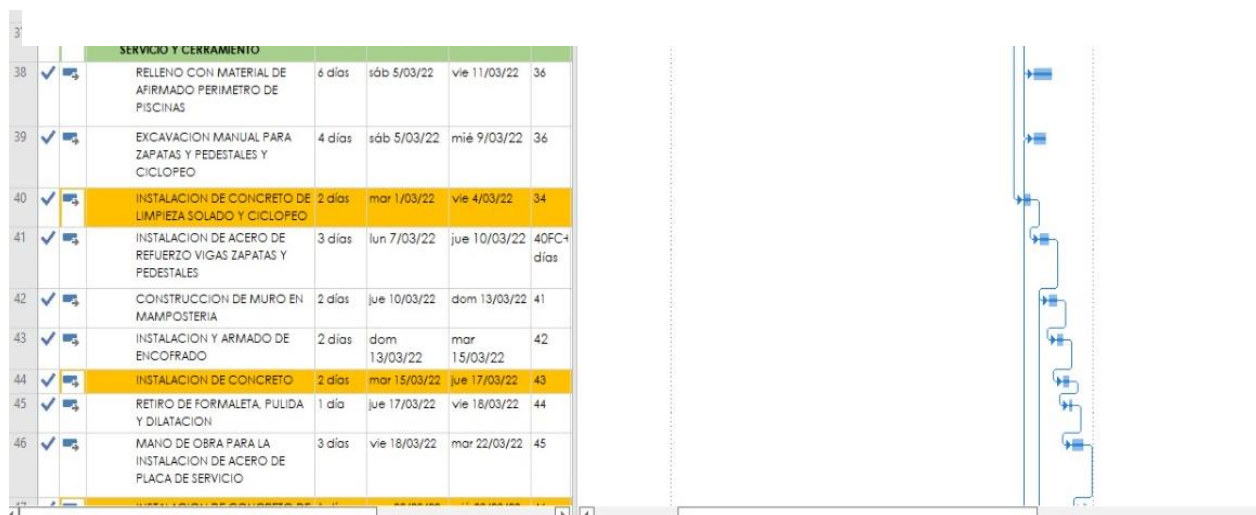 SERVICIO Y CERRAMIENTO
38 RELLENO CON MATERIAL DE 6 días sáb 5/03/22 vie 11/03/22 36
AFIRMADO PERIMETRO DE
PISCINAS
39 EXCAVACION MANUAL PARA 4 días sáb 5/03/22 mié 9/03/22 36
ZAPATAS Y PEDESTALES Y
CICLOPEO
40 INSTALACION DE CONCRETO DE 2 días mar 1/03/22 vie 4/03/22 34
LIMPIEZA SOLADO Y CICLOPEO
41 INSTALACION DE ACERO DE 3 días lun 7/03/22 jue 10/03/22 40FC+
REFUERZO VIGAS ZAPATAS Y días
PEDESTALES
42 CONSTRUCCION DE MURO EN 2 días jue 10/03/22 dom 13/03/22 41
MAMPOSTERIA
43 INSTALACION Y ARMADO DE 2 días dom mar 42
ENCOFRADO 13/03/22 15/03/22
44 INSTALACION DE CONCRETO 2 días mar 15/03/22 jue 17/03/22 43
45 RETIRO DE FORMALETA, PULIDA 1 día jue 17/03/22 vie 18/03/22 44
Y DILATACION
46 MANO DE OBRA PARA LA 3 días vie 18/03/22 mar 22/03/22 45
INSTALACION DE ACERO DE
PLACA DE SERVICIO